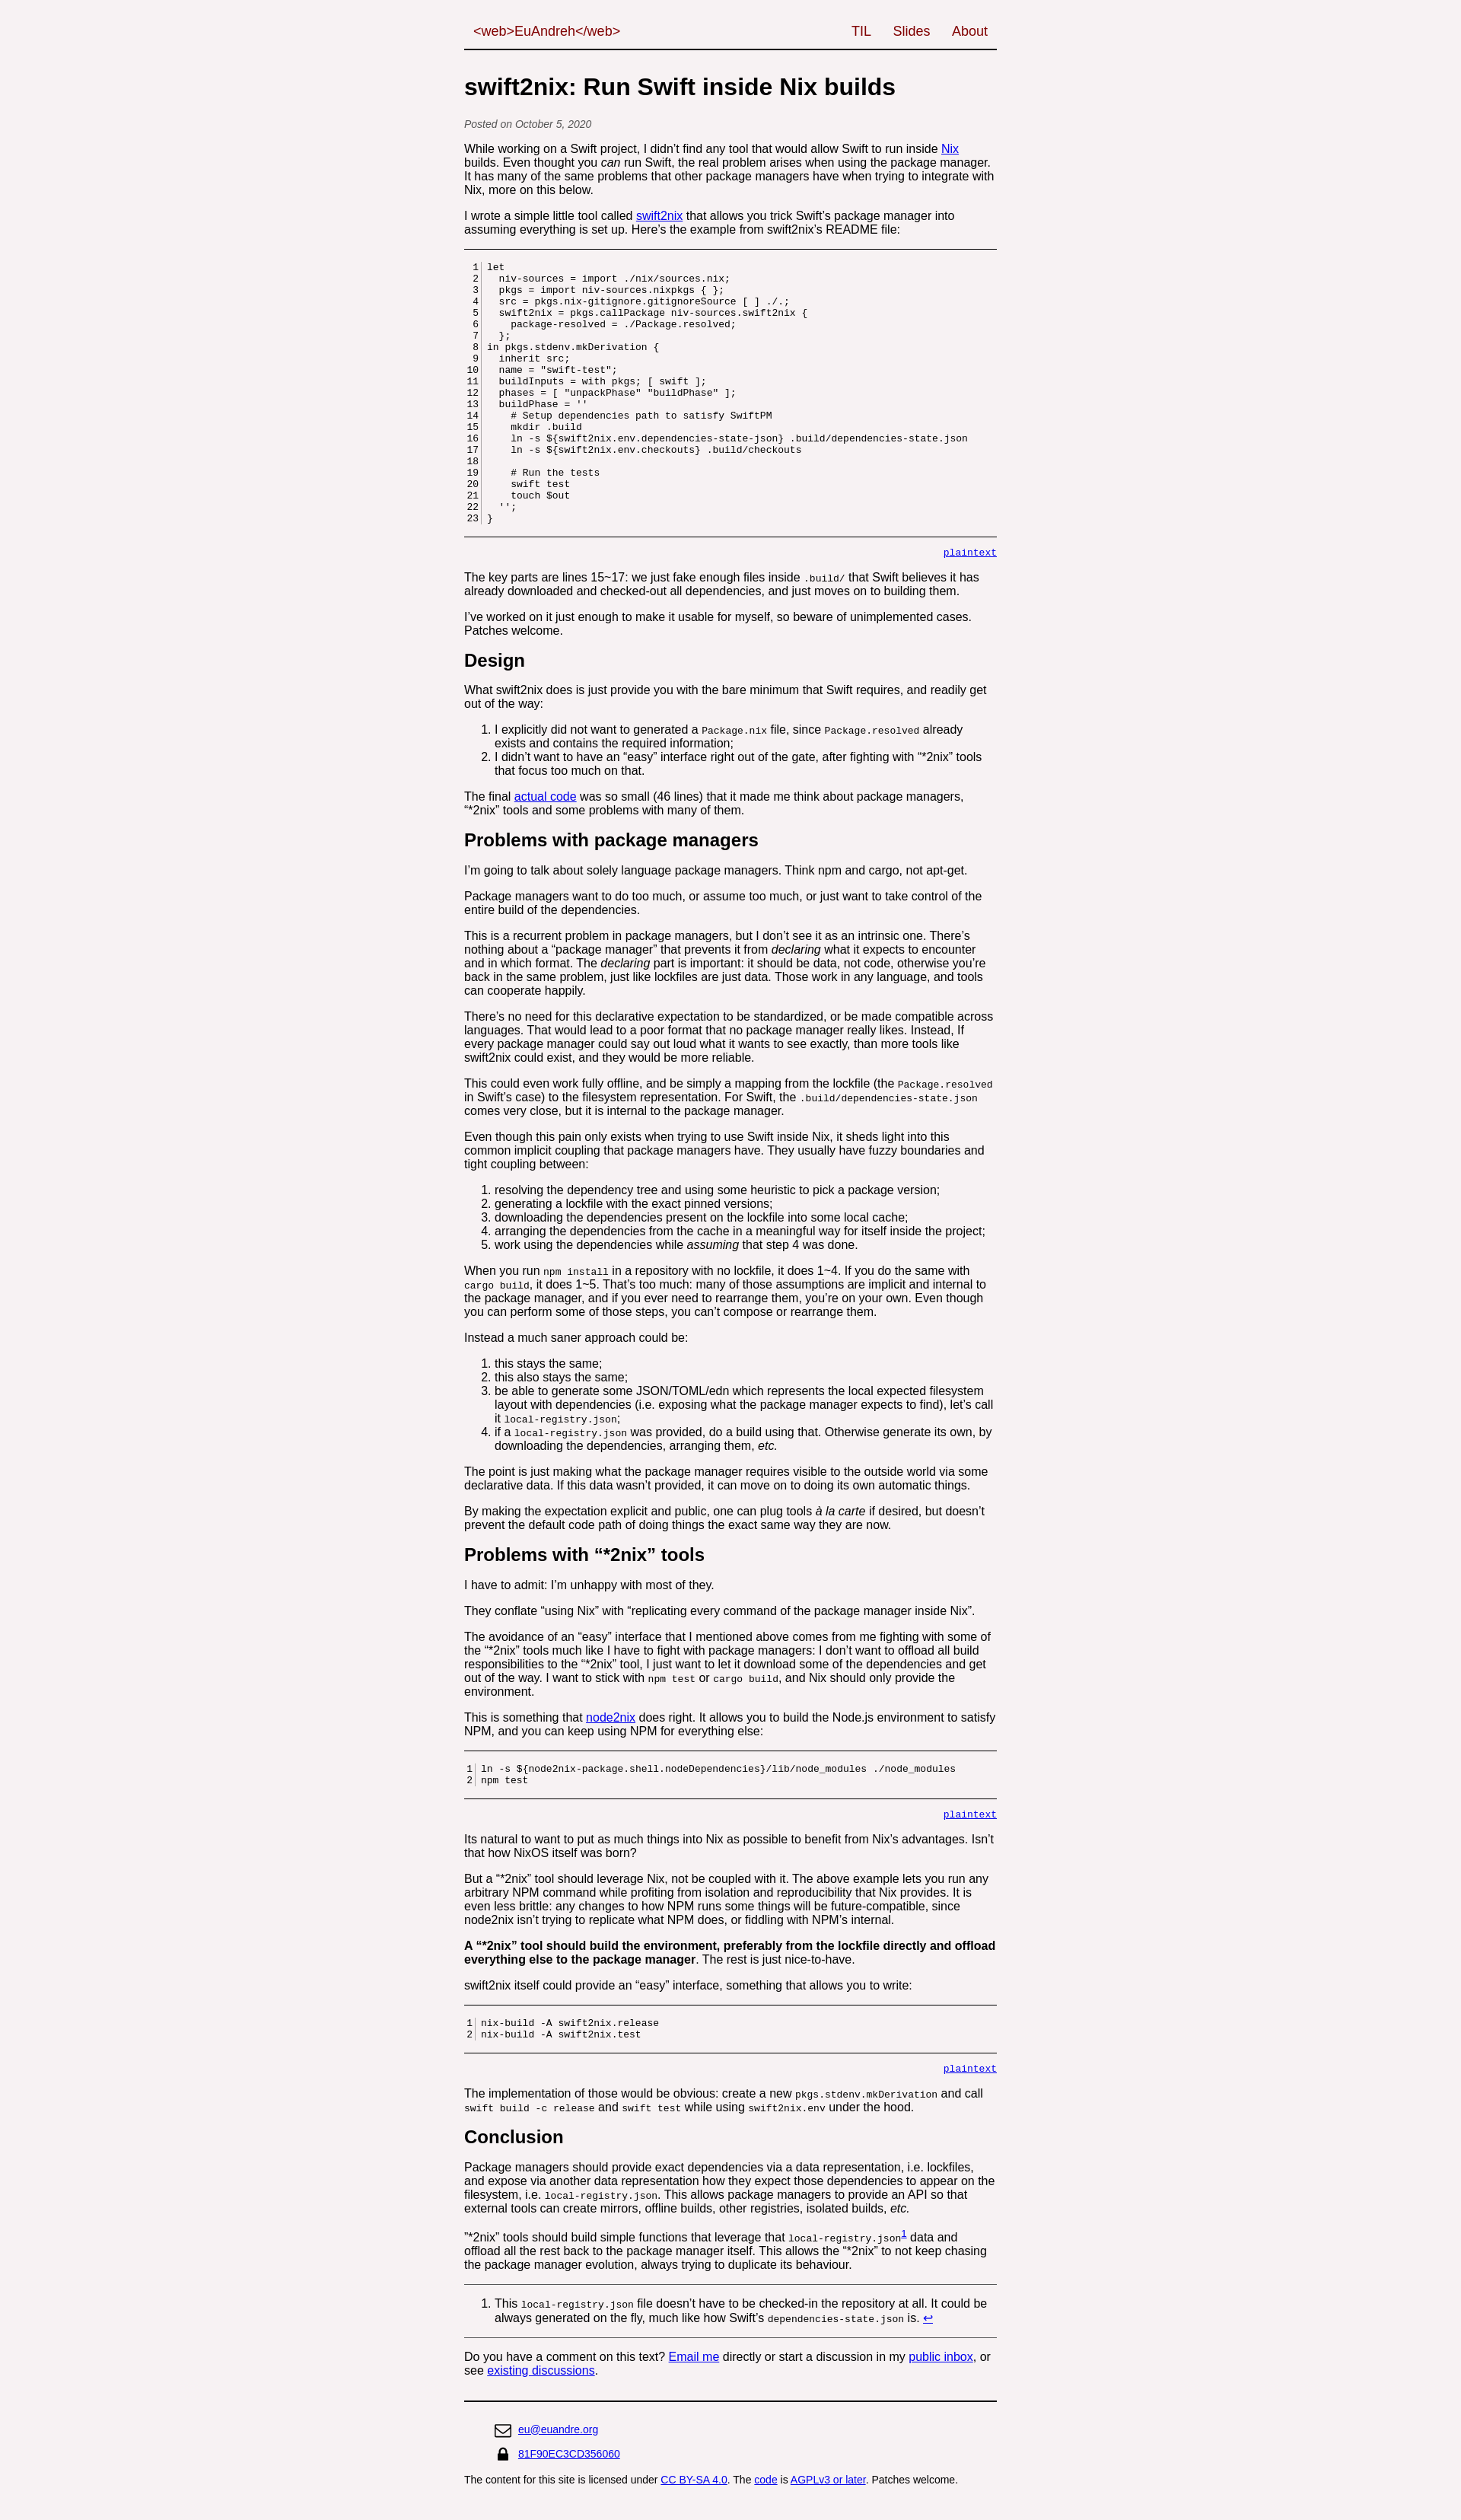 <web>EuAndreh</web> TIL Slides About
swift2nix: Run Swift inside Nix builds
Posted on October 5, 2020
While working on a Swift project, I didn’t find any tool that would allow Swift to run inside Nix
builds. Even thought you can run Swift, the real problem arises when using the package manager.
It has many of the same problems that other package managers have when trying to integrate with
Nix, more on this below.
I wrote a simple little tool called swift2nix that allows you trick Swift’s package manager into
assuming everything is set up. Here’s the example from swift2nix’s README file:
1 let
2   niv-sources = import ./nix/sources.nix;
3   pkgs = import niv-sources.nixpkgs { };
4   src = pkgs.nix-gitignore.gitignoreSource [ ] ./.;
5   swift2nix = pkgs.callPackage niv-sources.swift2nix {
6     package-resolved = ./Package.resolved;
7   };
8 in pkgs.stdenv.mkDerivation {
9   inherit src;
10   name = "swift-test";
11   buildInputs = with pkgs; [ swift ];
12   phases = [ "unpackPhase" "buildPhase" ];
13   buildPhase = ''
14     # Setup dependencies path to satisfy SwiftPM
15     mkdir .build
16     ln -s ${swift2nix.env.dependencies-state-json} .build/dependencies-state.json
17     ln -s ${swift2nix.env.checkouts} .build/checkouts
18
19     # Run the tests
20     swift test
21     touch $out
22   '';
23 }
plaintext
The key parts are lines 15~17: we just fake enough files inside .build/ that Swift believes it has
already downloaded and checked-out all dependencies, and just moves on to building them.
I’ve worked on it just enough to make it usable for myself, so beware of unimplemented cases.
Patches welcome.
Design
What swift2nix does is just provide you with the bare minimum that Swift requires, and readily get
out of the way:
1. I explicitly did not want to generated a Package.nix file, since Package.resolved already
exists and contains the required information;
2. I didn’t want to have an “easy” interface right out of the gate, after fighting with “*2nix” tools
that focus too much on that.
The final actual code was so small (46 lines) that it made me think about package managers,
“*2nix” tools and some problems with many of them.
Problems with package managers
I’m going to talk about solely language package managers. Think npm and cargo, not apt-get.
Package managers want to do too much, or assume too much, or just want to take control of the
entire build of the dependencies.
This is a recurrent problem in package managers, but I don’t see it as an intrinsic one. There’s
nothing about a “package manager” that prevents it from declaring what it expects to encounter
and in which format. The declaring part is important: it should be data, not code, otherwise you’re
back in the same problem, just like lockfiles are just data. Those work in any language, and tools
can cooperate happily.
There’s no need for this declarative expectation to be standardized, or be made compatible across
languages. That would lead to a poor format that no package manager really likes. Instead, If
every package manager could say out loud what it wants to see exactly, than more tools like
swift2nix could exist, and they would be more reliable.
This could even work fully offline, and be simply a mapping from the lockfile (the Package.resolved
in Swift’s case) to the filesystem representation. For Swift, the .build/dependencies-state.json
comes very close, but it is internal to the package manager.
Even though this pain only exists when trying to use Swift inside Nix, it sheds light into this
common implicit coupling that package managers have. They usually have fuzzy boundaries and
tight coupling between:
1. resolving the dependency tree and using some heuristic to pick a package version;
2. generating a lockfile with the exact pinned versions;
3. downloading the dependencies present on the lockfile into some local cache;
4. arranging the dependencies from the cache in a meaningful way for itself inside the project;
5. work using the dependencies while assuming that step 4 was done.
When you run npm install in a repository with no lockfile, it does 1~4. If you do the same with
cargo build, it does 1~5. That’s too much: many of those assumptions are implicit and internal to
the package manager, and if you ever need to rearrange them, you’re on your own. Even though
you can perform some of those steps, you can’t compose or rearrange them.
Instead a much saner approach could be:
1. this stays the same;
2. this also stays the same;
3. be able to generate some JSON/TOML/edn which represents the local expected filesystem
layout with dependencies (i.e. exposing what the package manager expects to find), let’s call
it local-registry.json;
4. if a local-registry.json was provided, do a build using that. Otherwise generate its own, by
downloading the dependencies, arranging them, etc.
The point is just making what the package manager requires visible to the outside world via some
declarative data. If this data wasn’t provided, it can move on to doing its own automatic things.
By making the expectation explicit and public, one can plug tools à la carte if desired, but doesn’t
prevent the default code path of doing things the exact same way they are now.
Problems with “*2nix” tools
I have to admit: I’m unhappy with most of they.
They conflate “using Nix” with “replicating every command of the package manager inside Nix”.
The avoidance of an “easy” interface that I mentioned above comes from me fighting with some of
the “*2nix” tools much like I have to fight with package managers: I don’t want to offload all build
responsibilities to the “*2nix” tool, I just want to let it download some of the dependencies and get
out of the way. I want to stick with npm test or cargo build, and Nix should only provide the
environment.
This is something that node2nix does right. It allows you to build the Node.js environment to satisfy
NPM, and you can keep using NPM for everything else:
1 ln -s ${node2nix-package.shell.nodeDependencies}/lib/node_modules ./node_modules
2 npm test
plaintext
Its natural to want to put as much things into Nix as possible to benefit from Nix’s advantages. Isn’t
that how NixOS itself was born?
But a “*2nix” tool should leverage Nix, not be coupled with it. The above example lets you run any
arbitrary NPM command while profiting from isolation and reproducibility that Nix provides. It is
even less brittle: any changes to how NPM runs some things will be future-compatible, since
node2nix isn’t trying to replicate what NPM does, or fiddling with NPM’s internal.
A “*2nix” tool should build the environment, preferably from the lockfile directly and offload
everything else to the package manager. The rest is just nice-to-have.
swift2nix itself could provide an “easy” interface, something that allows you to write:
1 nix-build -A swift2nix.release
2 nix-build -A swift2nix.test
plaintext
The implementation of those would be obvious: create a new pkgs.stdenv.mkDerivation and call
swift build -c release and swift test while using swift2nix.env under the hood.
Conclusion
Package managers should provide exact dependencies via a data representation, i.e. lockfiles,
and expose via another data representation how they expect those dependencies to appear on the
filesystem, i.e. local-registry.json. This allows package managers to provide an API so that
external tools can create mirrors, offline builds, other registries, isolated builds, etc.
”*2nix” tools should build simple functions that leverage that local-registry.json1 data and
offload all the rest back to the package manager itself. This allows the “*2nix” to not keep chasing
the package manager evolution, always trying to duplicate its behaviour.
1. This local-registry.json file doesn’t have to be checked-in the repository at all. It could be
always generated on the fly, much like how Swift’s dependencies-state.json is. ↩
Do you have a comment on this text? Email me directly or start a discussion in my public inbox, or
see existing discussions.
eu@euandre.org
81F90EC3CD356060
The content for this site is licensed under CC BY-SA 4.0. The code is AGPLv3 or later. Patches welcome.